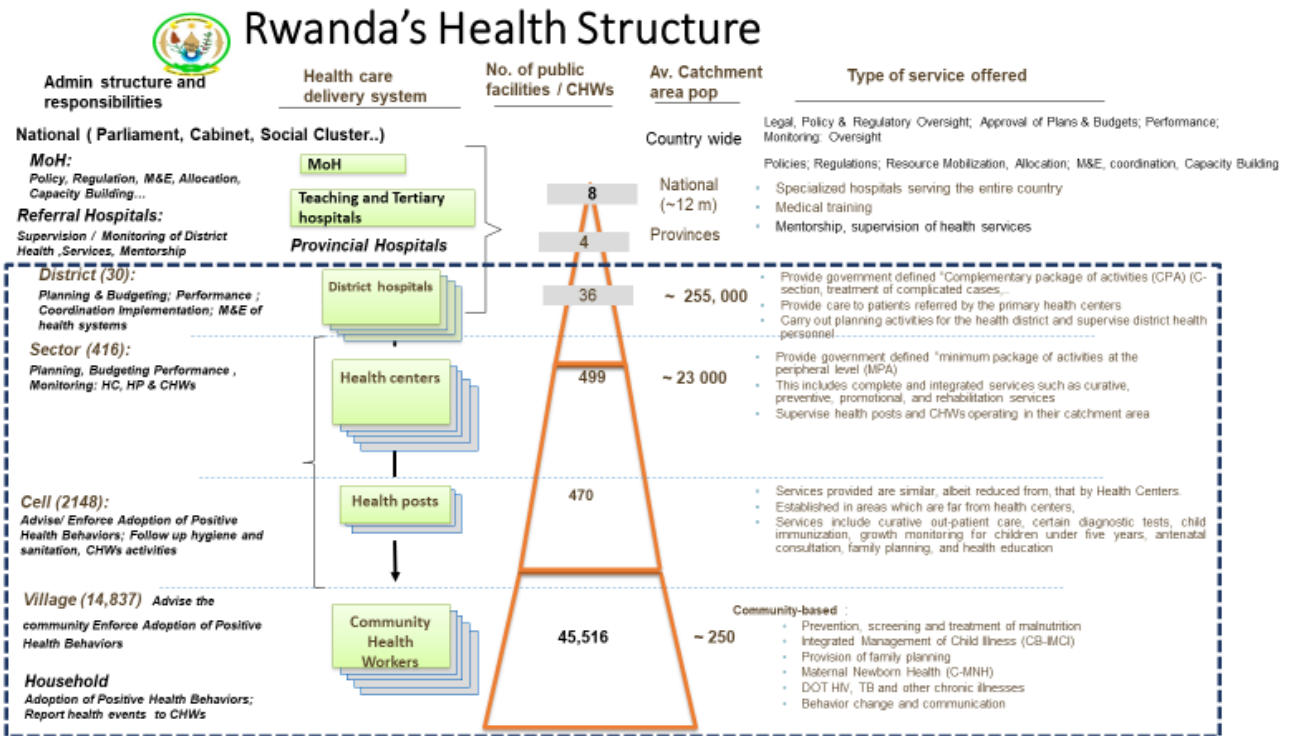 Rwanda's Health Structure
Admin structure and
responsibilities
Health care
delivery system
No. of public
facilities / CHWs
Av. Catchment
area pop
Type of service offered
National ( Parliament, Cabinet, Social Cluster..)
Country wide
Legal, Policy & Regulatory Oversight; Approval of Plans & Budgets; Performance;
Monitoring: Oversight
MoH:
Policy, Regulation, M&E, Allocation,
Capacity Building...
MoH
Policies; Regulations; Resource Mobilization, Allocation; M&E, coordination, Capacity Building
Referral Hospitals:
Supervision / Monitoring of District
Health ,Services, Mentorship
Teaching and Tertiary
hospitals
8
National
(~12 m)
• Specialized hospitals serving the entire country
• Medical training
• Mentorship, supervision of health services
Provincial Hospitals
4
Provinces
District (30):
Planning & Budgeting; Performance ;
Coordination Implementation; M&E of
health systems
District hospitals
36
~ 255, 000
• Provide government defined "Complementary package of activities (CPA) (C-
section, treatment of complicated cases,..
• Provide care to patients referred by the primary health centers
• Carry out planning activities for the health district and supervise district health
personnel
Sector (416):
Planning, Budgeting Performance ,
Monitoring: HC, HP & CHWs
Health centers
499
~ 23 000
• Provide government defined "minimum package of activities at the
peripheral level (MPA)
• This includes complete and integrated services such as curative,
preventive, promotional, and rehabilitation services
• Supervise health posts and CHWs operating in their catchment area
Cell (2148):
Advise/ Enforce Adoption of Positive
Health Behaviors; Follow up hygiene and
sanitation, CHWs activities
Health posts
470
• Services provided are similar, albeit reduced from, that by Health Centers.
• Established in areas which are far from health centers,
• Services include curative out-patient care, certain diagnostic tests, child
immunization, growth monitoring for children under five years, antenatal
consultation, family planning, and health education
Village (14,837) Advise the
community Enforce Adoption of Positive
Health Behaviors
Community
Health
Workers
45,516
~ 250
Community-based :
• Prevention, screening and treatment of malnutrition
• Integrated Management of Child Illness (CB-IMCI)
• Provision of family planning
• Maternal Newborn Health (C-MNH)
• DOT HIV, TB and other chronic illnesses
• Behavior change and communication
Household
Adoption of Positive Health Behaviors;
Report health events to CHWs